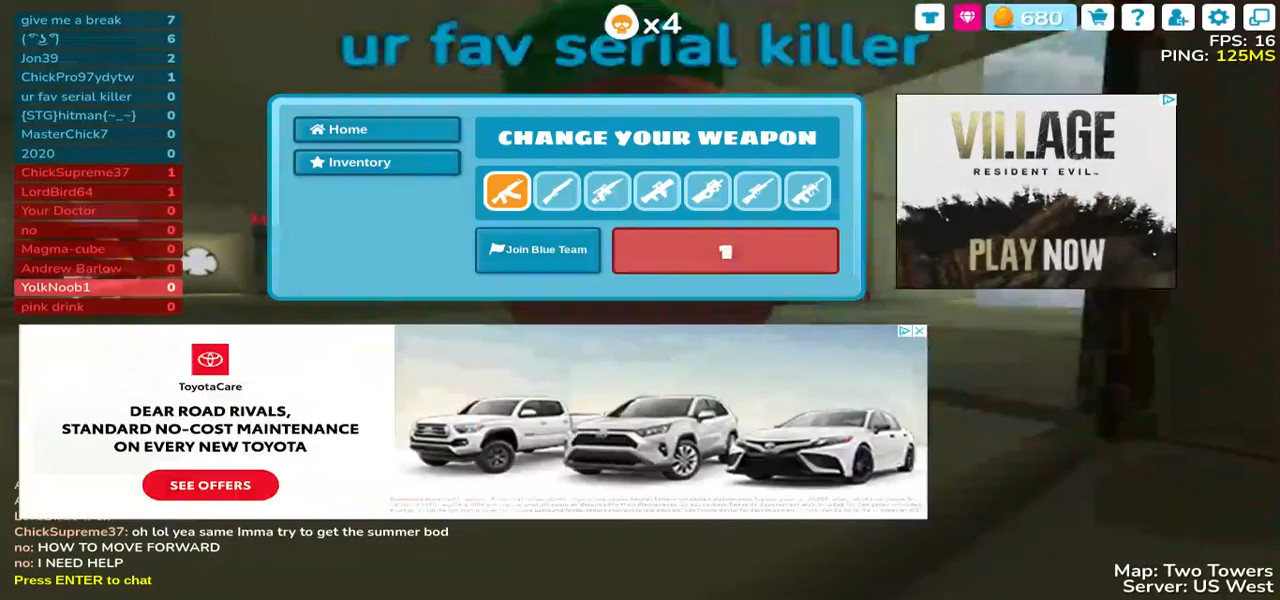 give me a break 7
( ͡° ͜ʖ ͡°) 6
Jon39 2
ChickPro97ydytw 1
ur fav serial killer 0
{STG}hitman{~_~} 0
MasterChick7 0
2020 0
ChickSupreme37 1
LordBird64 1
Your Doctor 0
no 0
Magma-cube 0
Andrew Barlow 0
YolkNoob1 0
pink drink 0
x4
ur fav serial killer
680
FPS: 16
PING: 125MS
Home
Inventory
CHANGE YOUR WEAPON
Join Blue Team
VILLAGE
RESIDENT EVIL
PLAY NOW
ToyotaCare
DEAR ROAD RIVALS,
STANDARD NO-COST MAINTENANCE
ON EVERY NEW TOYOTA
SEE OFFERS
ChickSupreme37: oh lol yea same Imma try to get the summer bod
no: HOW TO MOVE FORWARD
no: I NEED HELP
Press ENTER to chat
Map: Two Towers
Server: US West